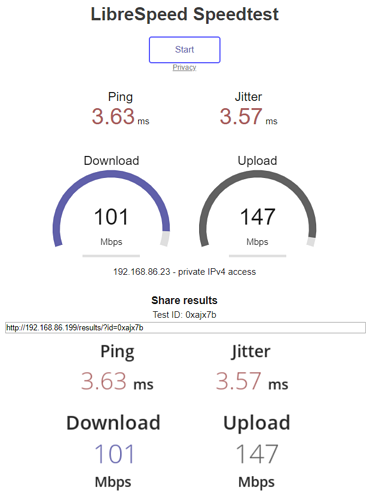 LibreSpeed Speedtest
Start
Privacy
Ping Jitter
3.63 ms 3.57 ms
Download Upload
101 147
Mbps Mbps
192.168.86.23 - private IPv4 access
Share results
Test ID: 0xajx7b
http://192.168.86.199/results/?id=0xajx7b
Ping Jitter
3.63 ms 3.57 ms
Download Upload
101 147
Mbps Mbps